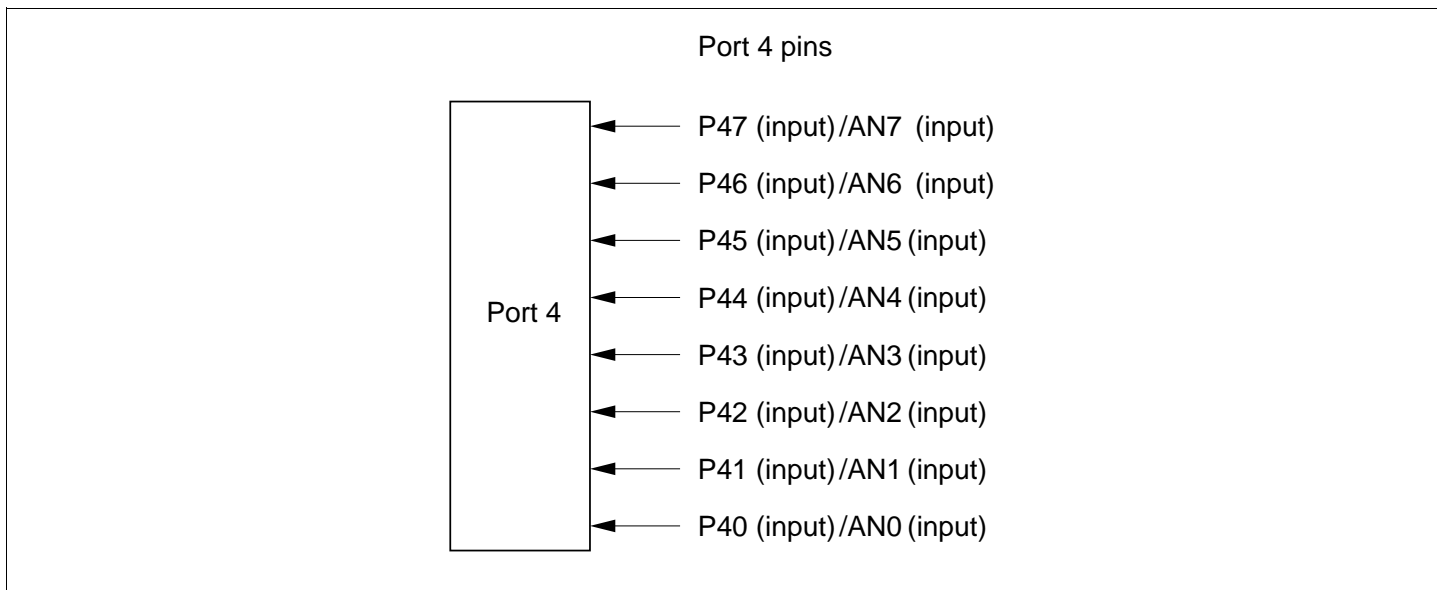 Port 4 pins
P47 (input)/AN7 (input)
P46 (input)/AN6 (input)
P45 (input)/AN5 (input)
P44 (input)/AN4 (input)
Port 4
P43 (input)/AN3 (input)
P42 (input)/AN2 (input)
P41 (input)/AN1 (input)
P40 (input)/AN0 (input)